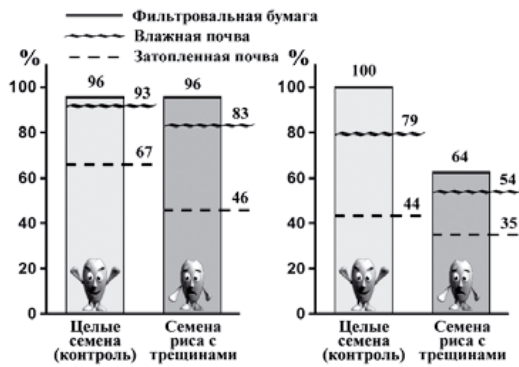 Фильтровальная бумага
Влажная почва
Затопленная почва
%
100
80
60
40
20
0
96
93
67
96
83
46
Целые
семена
(контроль)
Семена
риса с
трещинами
%
100
80
60
40
20
0
100
79
44
64
54
35
Целые
семена
(контроль)
Семена
риса с
трещинами